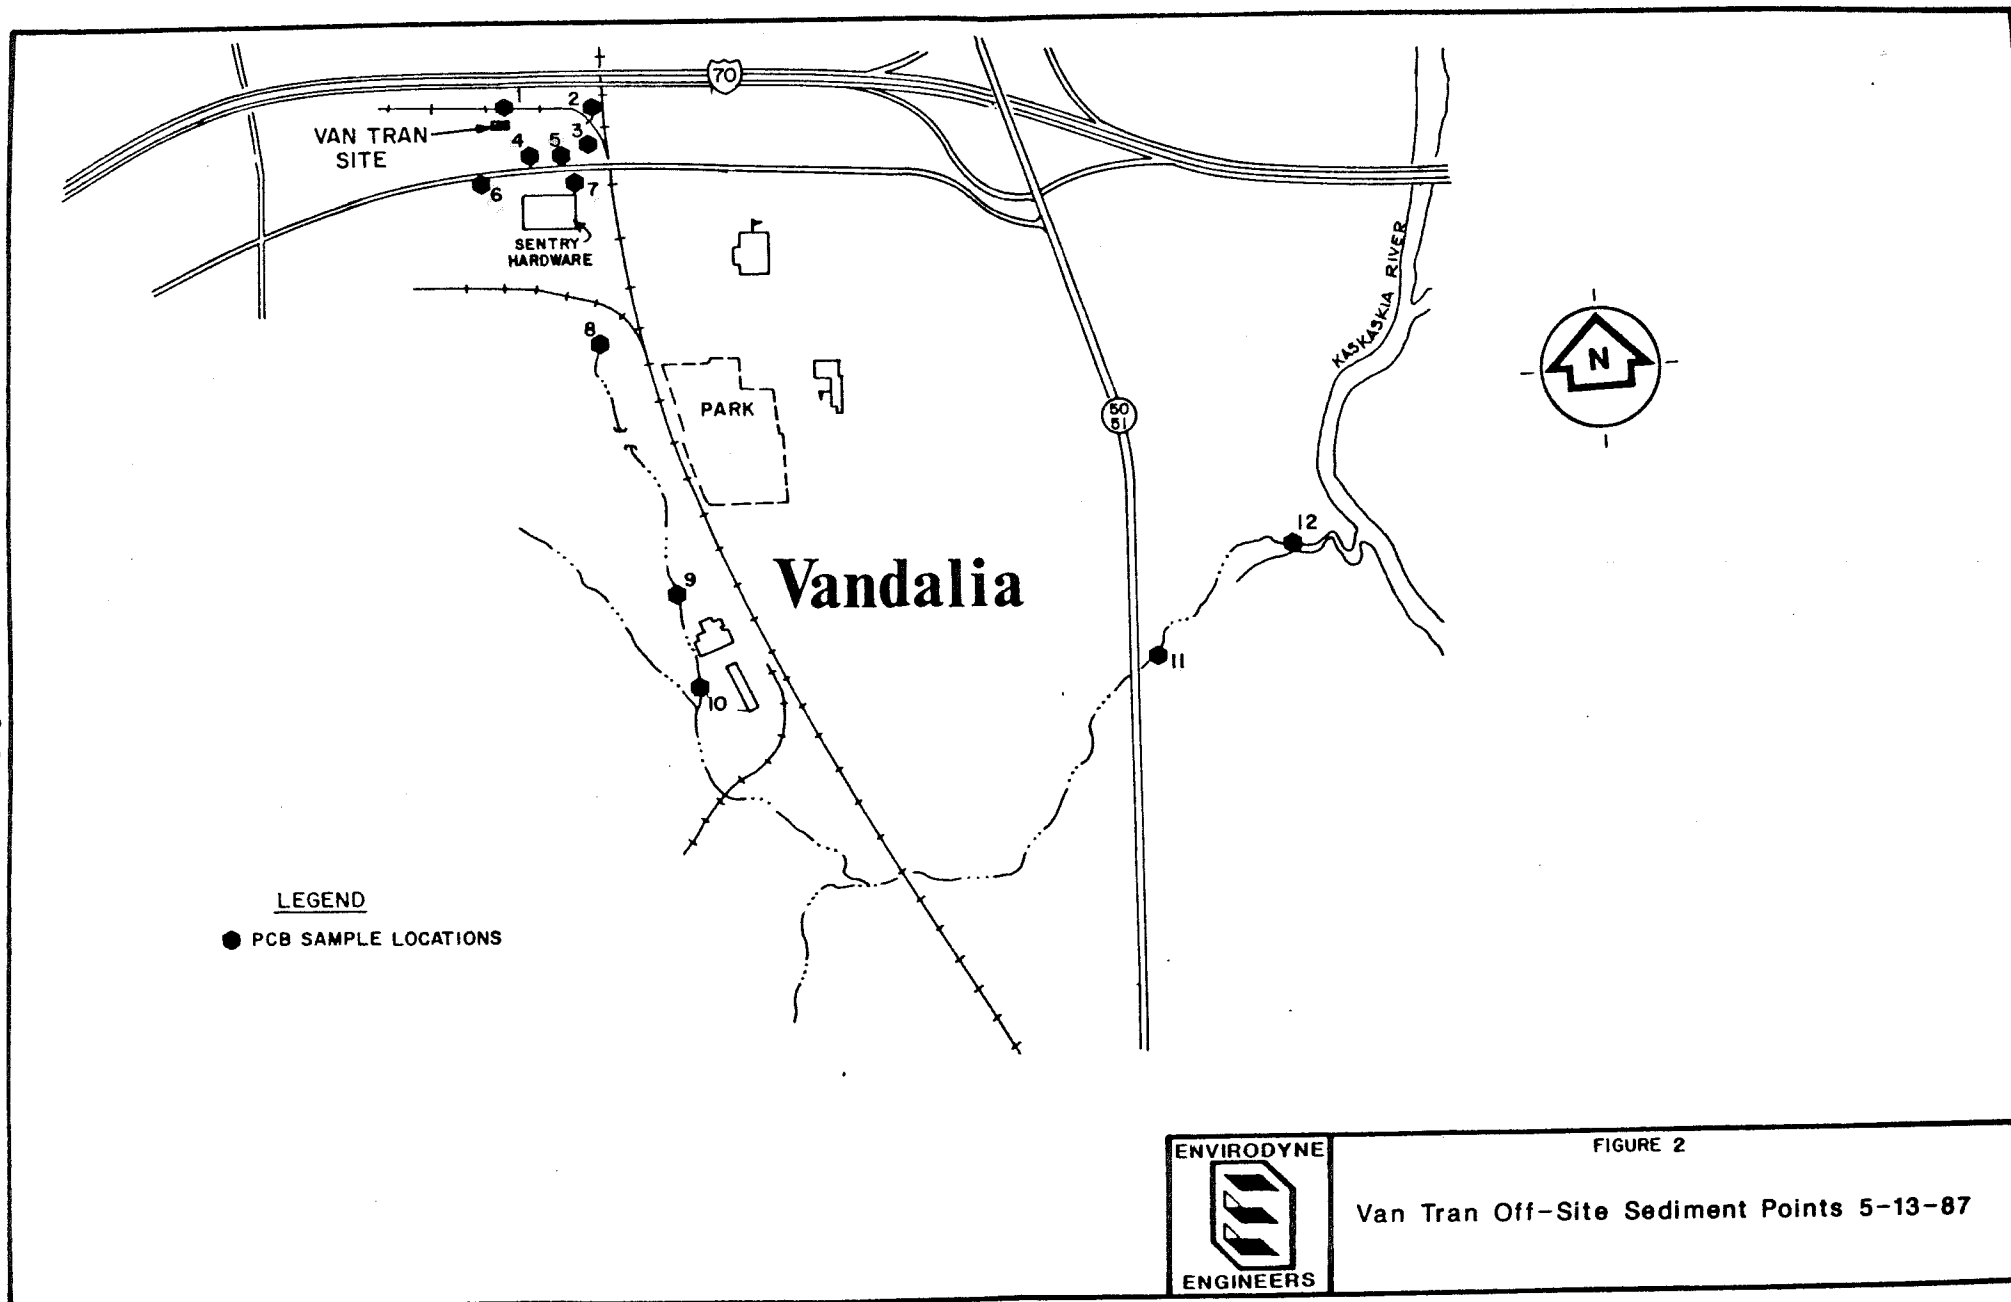 70
1
2
VAN TRAN
SITE
3
4
5
6
7
SENTRY
HARDWARE
KASKASKIA RIVER
8
N
PARK
50
51
12
9
Vandalia
11
10
LEGEND
PCB SAMPLE LOCATIONS
ENVIRODYNE
ENGINEERS
FIGURE 2
Van Tran Off-Site Sediment Points 5-13-87